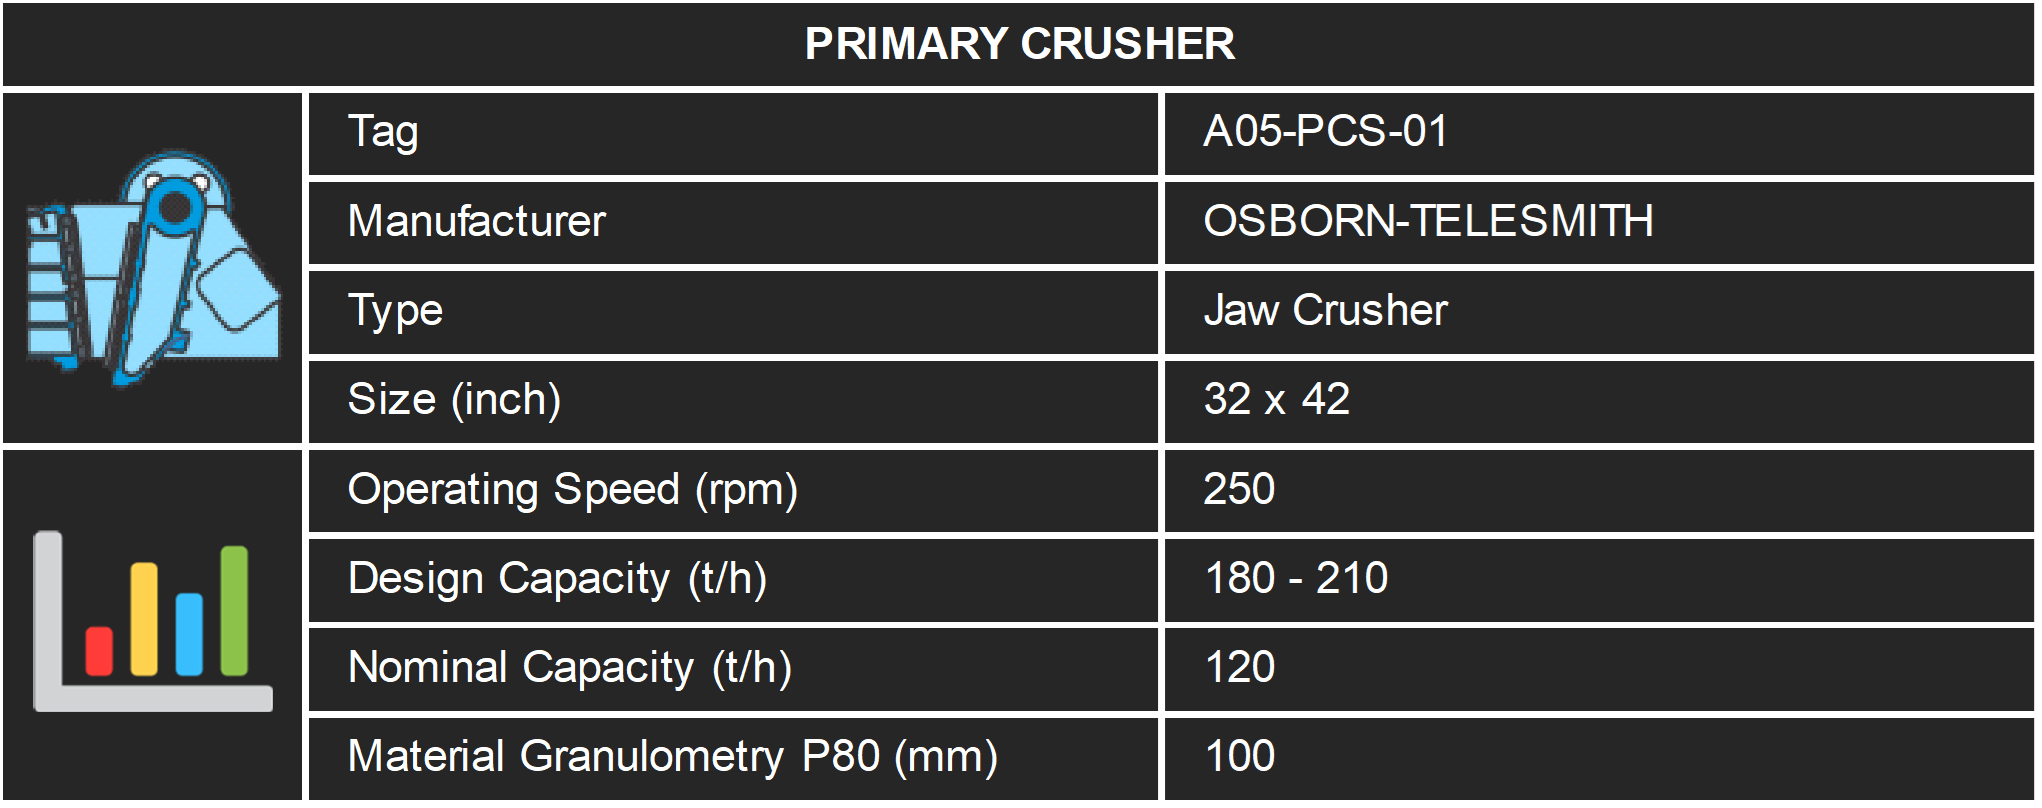 PRIMARY CRUSHER
Tag A05-PCS-01
Manufacturer OSBORN-TELESMITH
Type Jaw Crusher
Size (inch) 32 x 42
Operating Speed (rpm) 250
Design Capacity (t/h) 180 - 210
Nominal Capacity (t/h) 120
Material Granulometry P80 (mm) 100